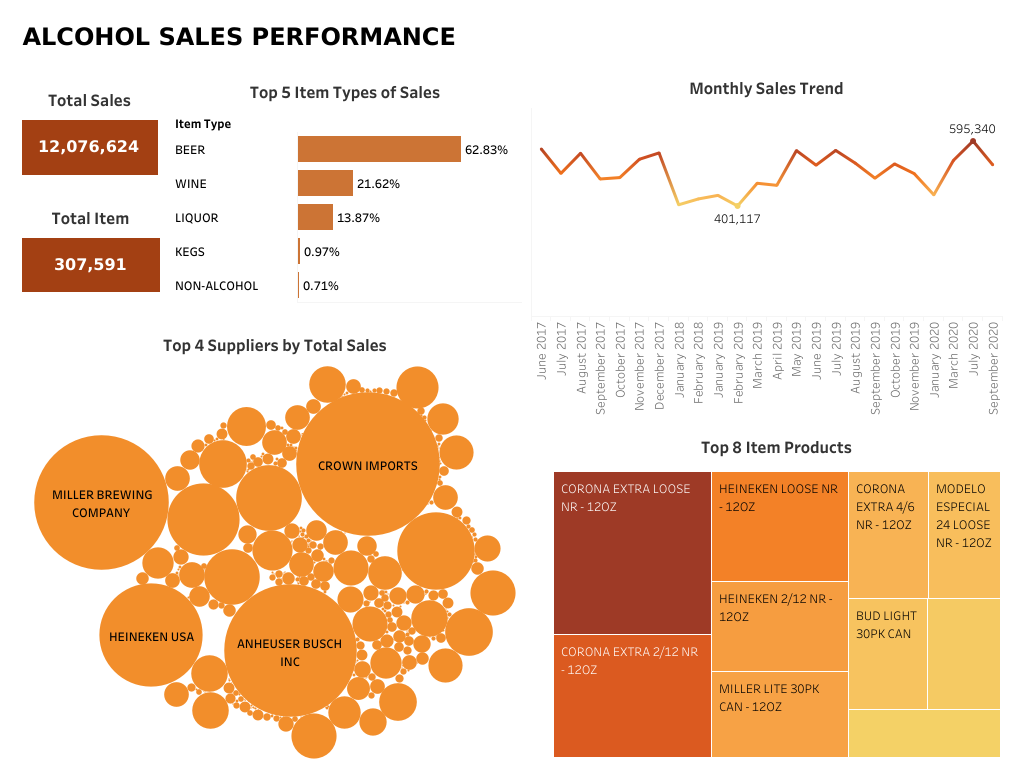 ALCOHOL SALES PERFORMANCE
Total Sales
12,076,624
Total Item
307,591
Top 5 Item Types of Sales
Item Type
BEER
62.83%
WINE
21.62%
LIQUOR
13.87%
KEGS
0.97%
NON-ALCOHOL
0.71%
Monthly Sales Trend
595,340
401,117
June 2017
July 2017
August 2017
September 2017
October 2017
November 2017
December 2017
January 2018
February 2018
January 2019
February 2019
March 2019
April 2019
May 2019
June 2019
July 2019
August 2019
September 2019
October 2019
November 2019
January 2020
March 2020
July 2020
September 2020
Top 4 Suppliers by Total Sales
CROWN IMPORTS
MILLER BREWING
COMPANY
HEINEKEN USA
ANHEUSER BUSCH
INC
Top 8 Item Products
CORONA EXTRA LOOSE
NR - 12OZ
CORONA EXTRA 2/12 NR
- 12OZ
HEINEKEN LOOSE NR
- 12OZ
HEINEKEN 2/12 NR -
12OZ
MILLER LITE 30PK
CAN - 12OZ
CORONA
EXTRA 4/6
NR - 12OZ
MODELO
ESPECIAL
24 LOOSE
NR - 12OZ
BUD LIGHT
30PK CAN